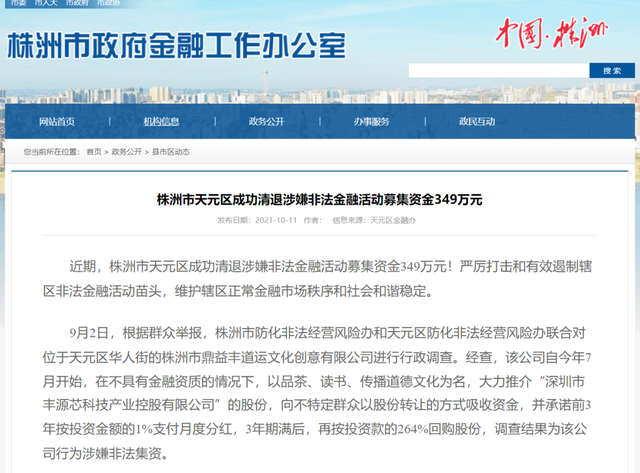 市委 市人大 市政府 市政协
株洲市政府金融工作办公室
中国·株洲
搜索
网站首页 | 机构信息 | 政务公开 | 办事服务 | 政民互动
您当前所在位置： 首页 > 政务公开 > 县市区动态
株洲市天元区成功清退涉嫌非法金融活动募集资金349万元
发布日期：2021-10-11 作者： 信息来源：天元区金融办
近期，株洲市天元区成功清退涉嫌非法金融活动募集资金349万元！严厉打击和有效遏制辖
区非法金融活动苗头，维护辖区正常金融市场秩序和社会和谐稳定。
9月2日，根据群众举报，株洲市防化非法经营风险办和天元区防化非法经营风险办联合对
位于天元区华人街的株洲市鼎益丰道运文化创意有限公司进行行政调查。经查，该公司自今年7
月开始，在不具有金融资质的情况下，以品茶、读书、传播道德文化为名，大力推介“深圳市
丰源芯科技产业控股有限公司”的股份，向不特定群众以股份转让的方式吸收资金，并承诺前3
年按投资金额的1%支付月度分红，3年期满后，再按投资款的264%回购股份，调查结果为该公
司行为涉嫌非法集资。